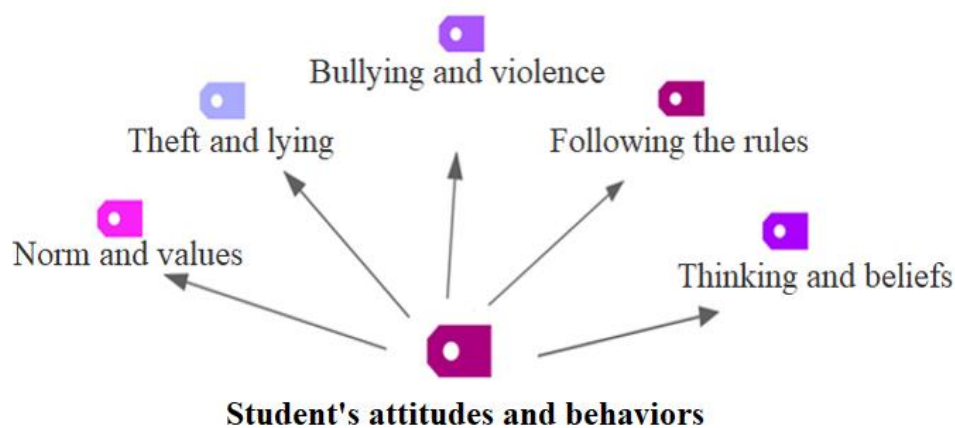 Bullying and violence
Theft and lying
Following the rules
Norm and values
Thinking and beliefs
Student's attitudes and behaviors